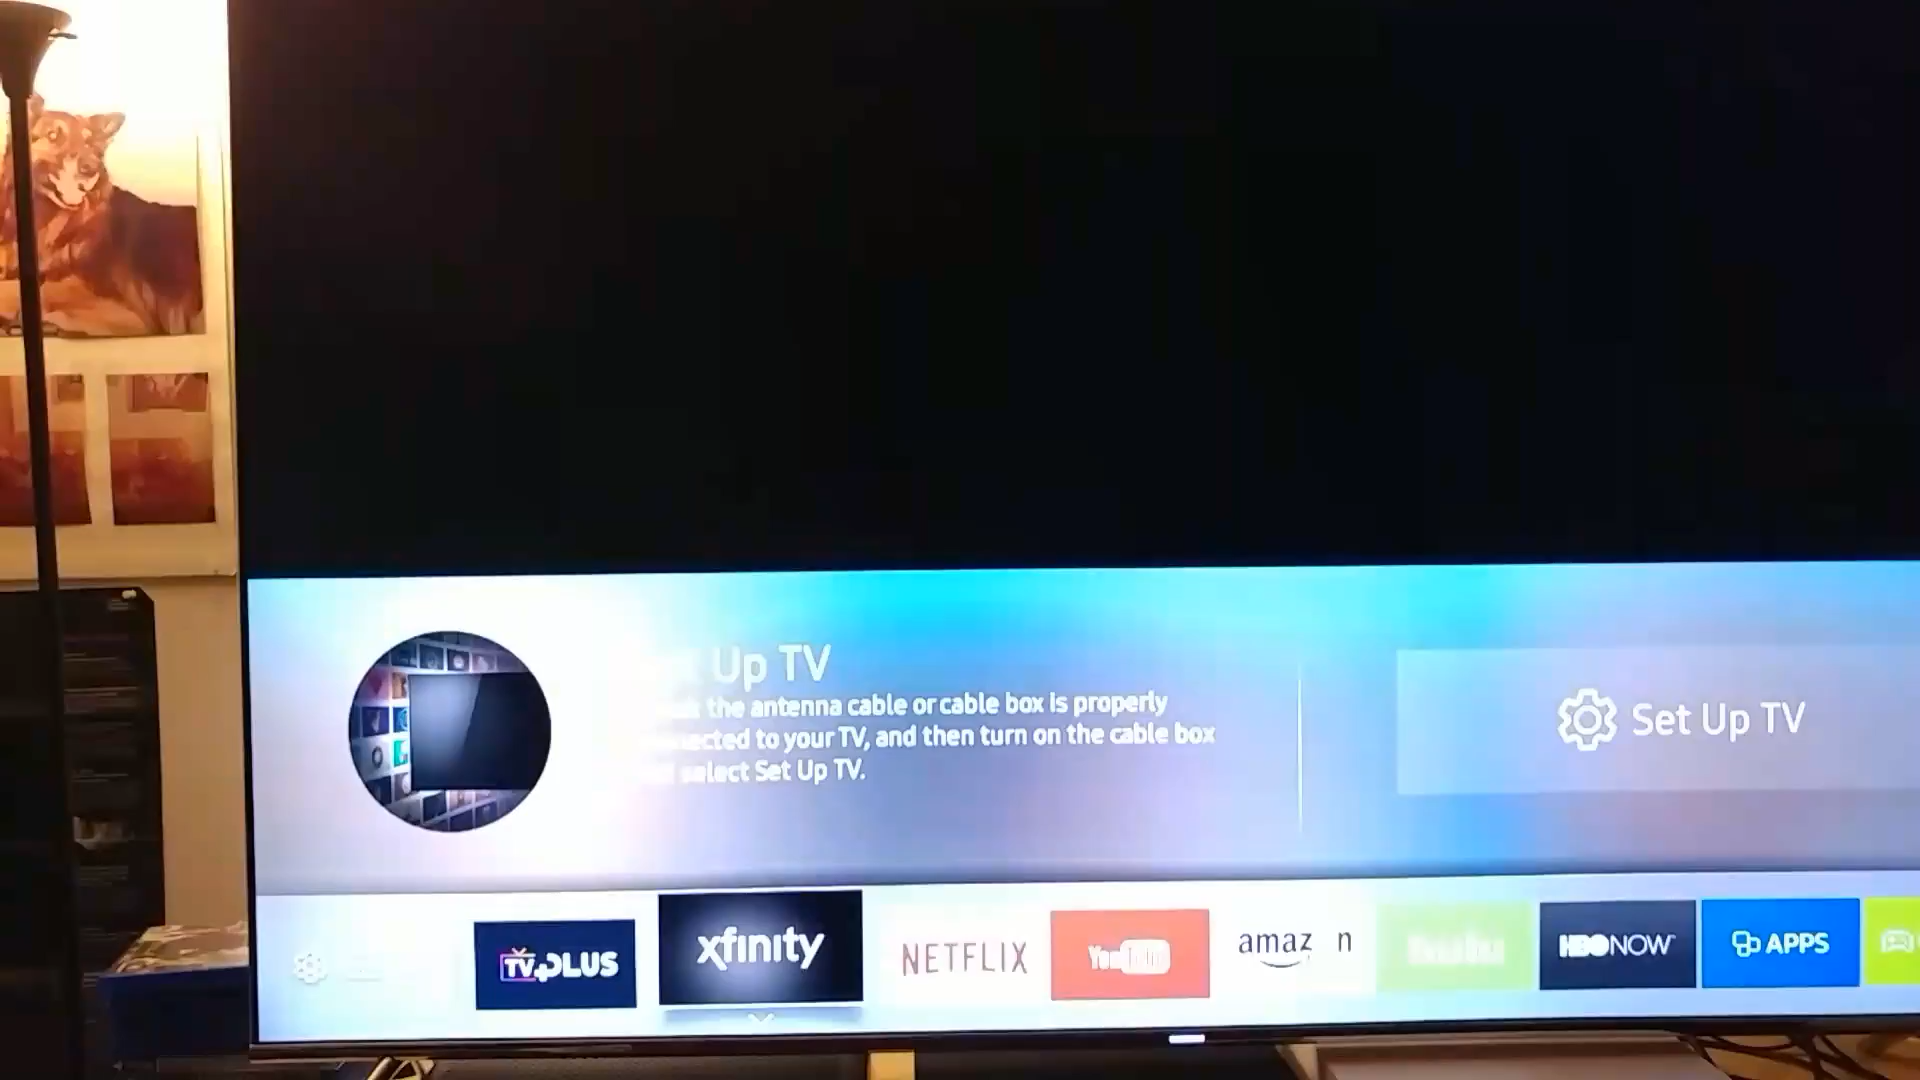 Up TV
the antenna cable or cable box is properly
to your TV, and then turn on the cable box
select Set Up TV.
Set Up TV
TV PLUS
xfinity
NETFLIX
YouTube
amaz n
HBO NOW
APPS